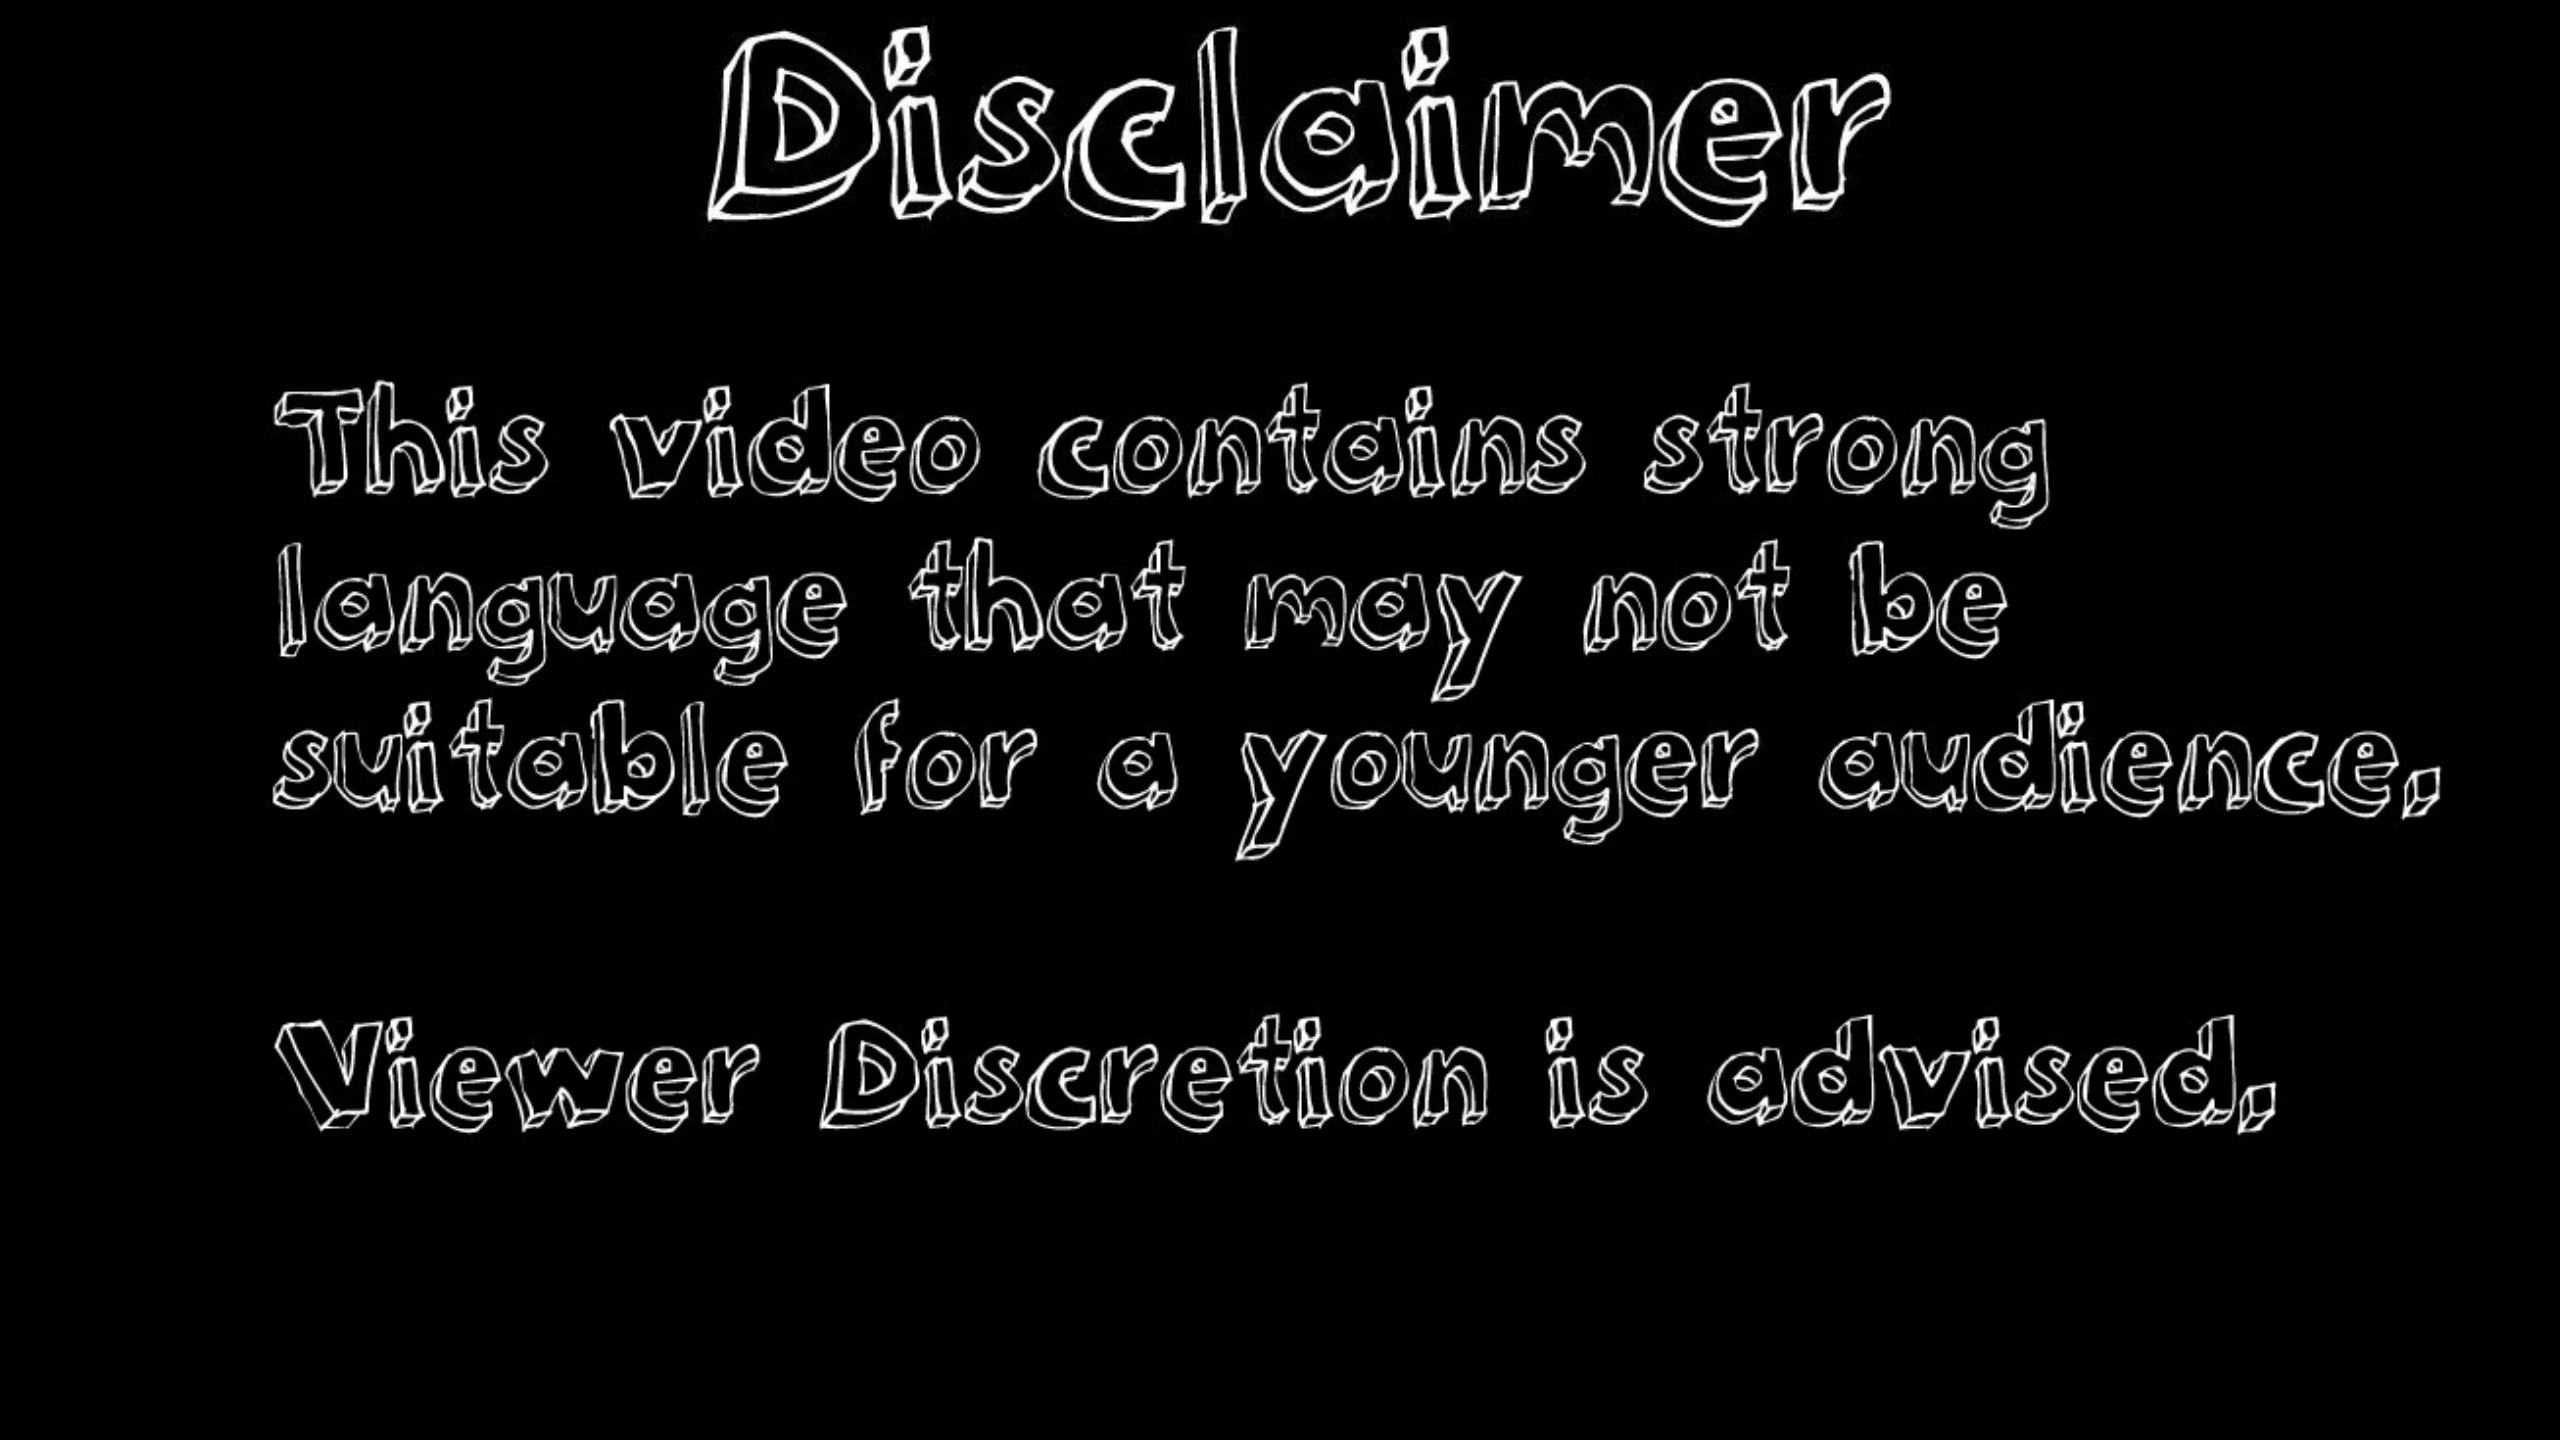 Disclaimer
This video contains strong
language that may not be
suitable for a younger audience.
Viewer Discretion is advised.